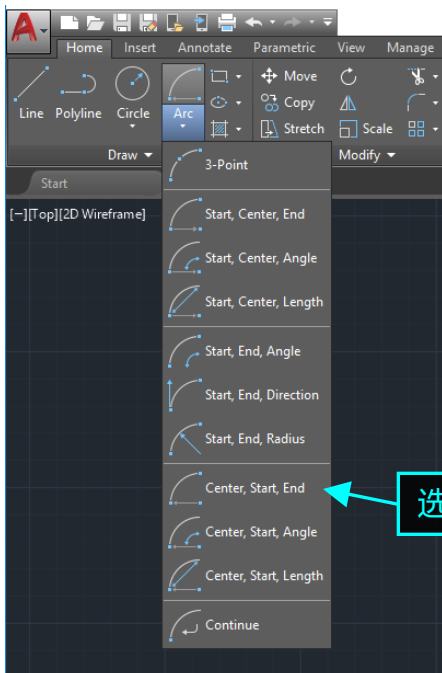 Home Insert Annotate Parametric View Manage
Line Polyline Circle Arc
Move
Copy
Stretch Scale
Draw Modify
Start
[−][Top][2D Wireframe]
3-Point
Start, Center, End
Start, Center, Angle
Start, Center, Length
Start, End, Angle
Start, End, Direction
Start, End, Radius
Center, Start, End
选
Center, Start, Angle
Center, Start, Length
Continue